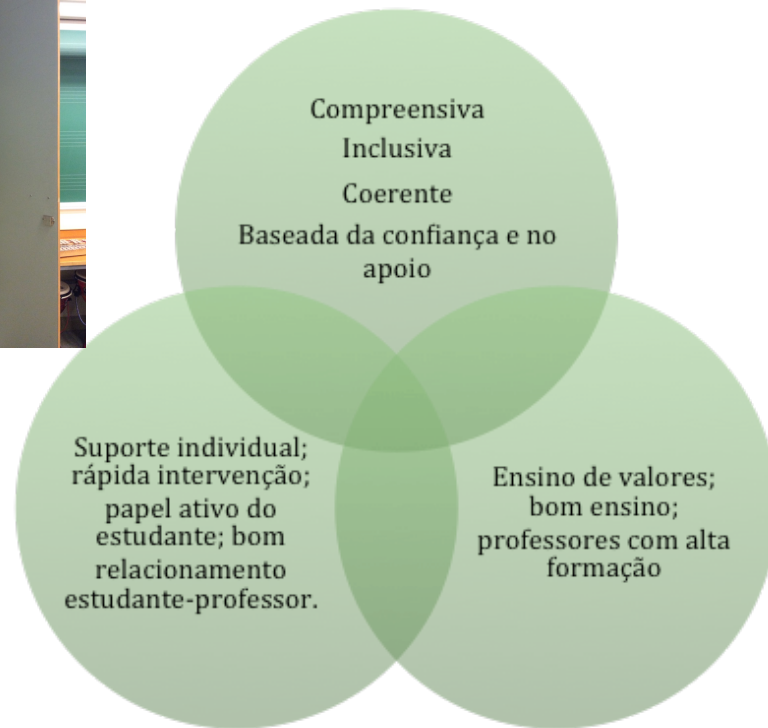 Compreensiva
Inclusiva
Coerente
Baseada da confiança e no
apoio
Suporte individual;
rápida intervenção;
papel ativo do
estudante; bom
relacionamento
estudante-professor.
Ensino de valores;
bom ensino;
professores com alta
formação